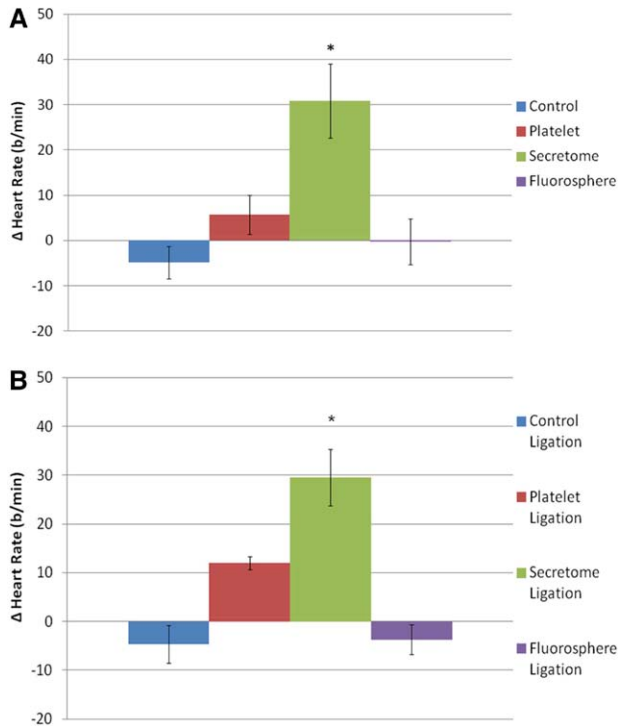 A
50
40
30
20
10
0
-10
-20
Δ Heart Rate (b/min)
*
Control
Platelet
Secretome
Fluorosphere
B
50
40
30
20
10
0
-10
-20
Δ Heart Rate (b/min)
*
Control
Ligation
Platelet
Ligation
Secretome
Ligation
Fluorosphere
Ligation